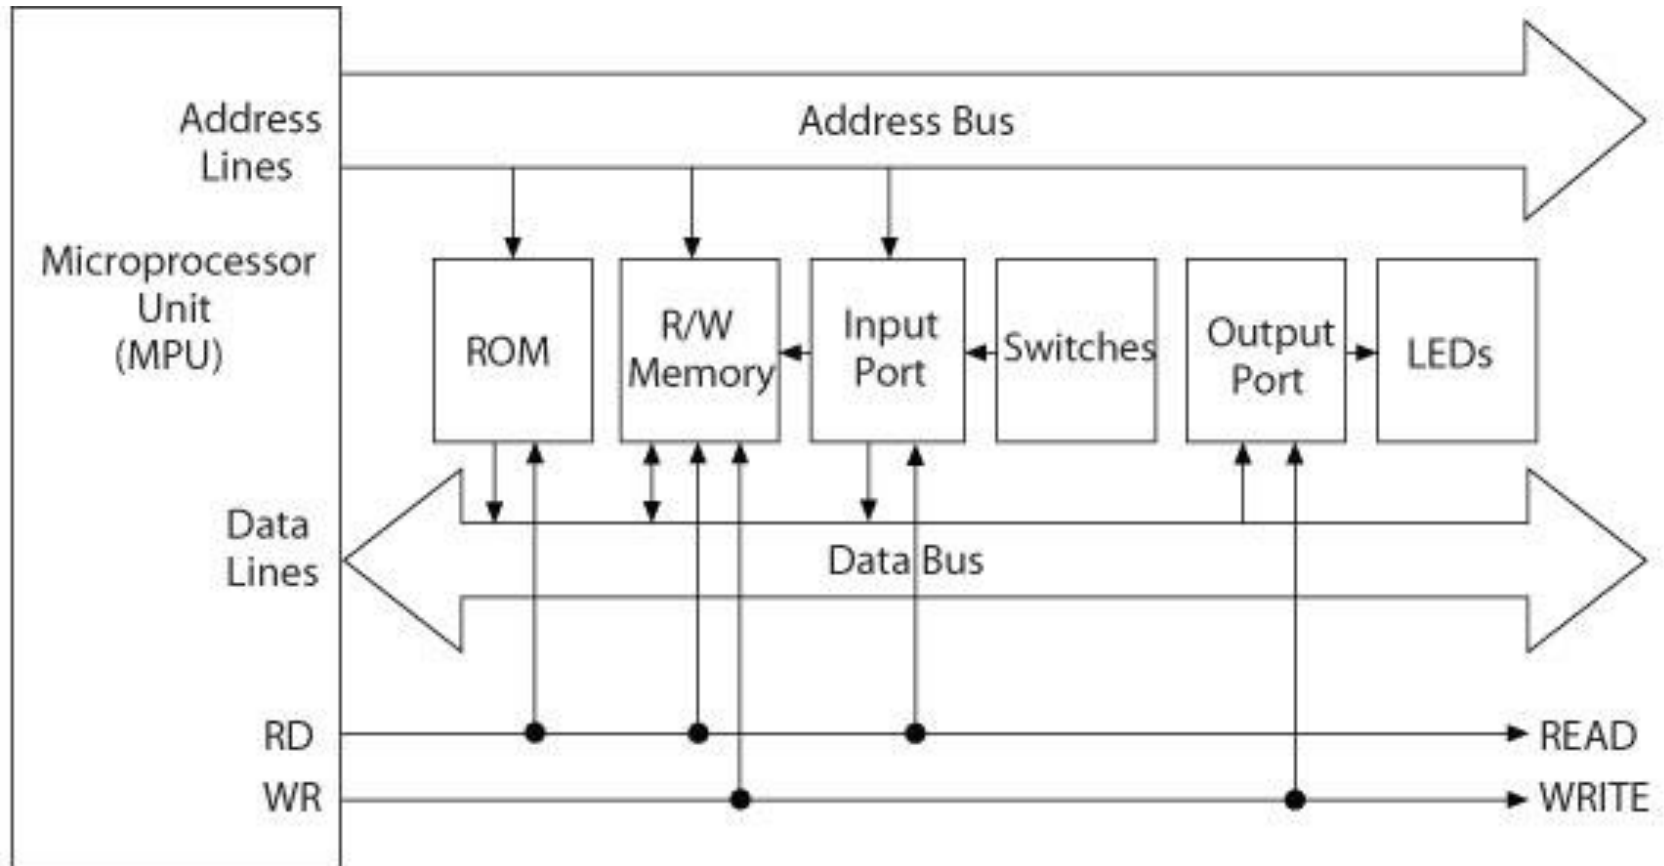 Address
Lines
Address Bus
Microprocessor
Unit
(MPU)
ROM
R/W
Memory
Input
Port
Switches
Output
Port
LEDs
Data
Lines
Data Bus
RD
READ
WR
WRITE